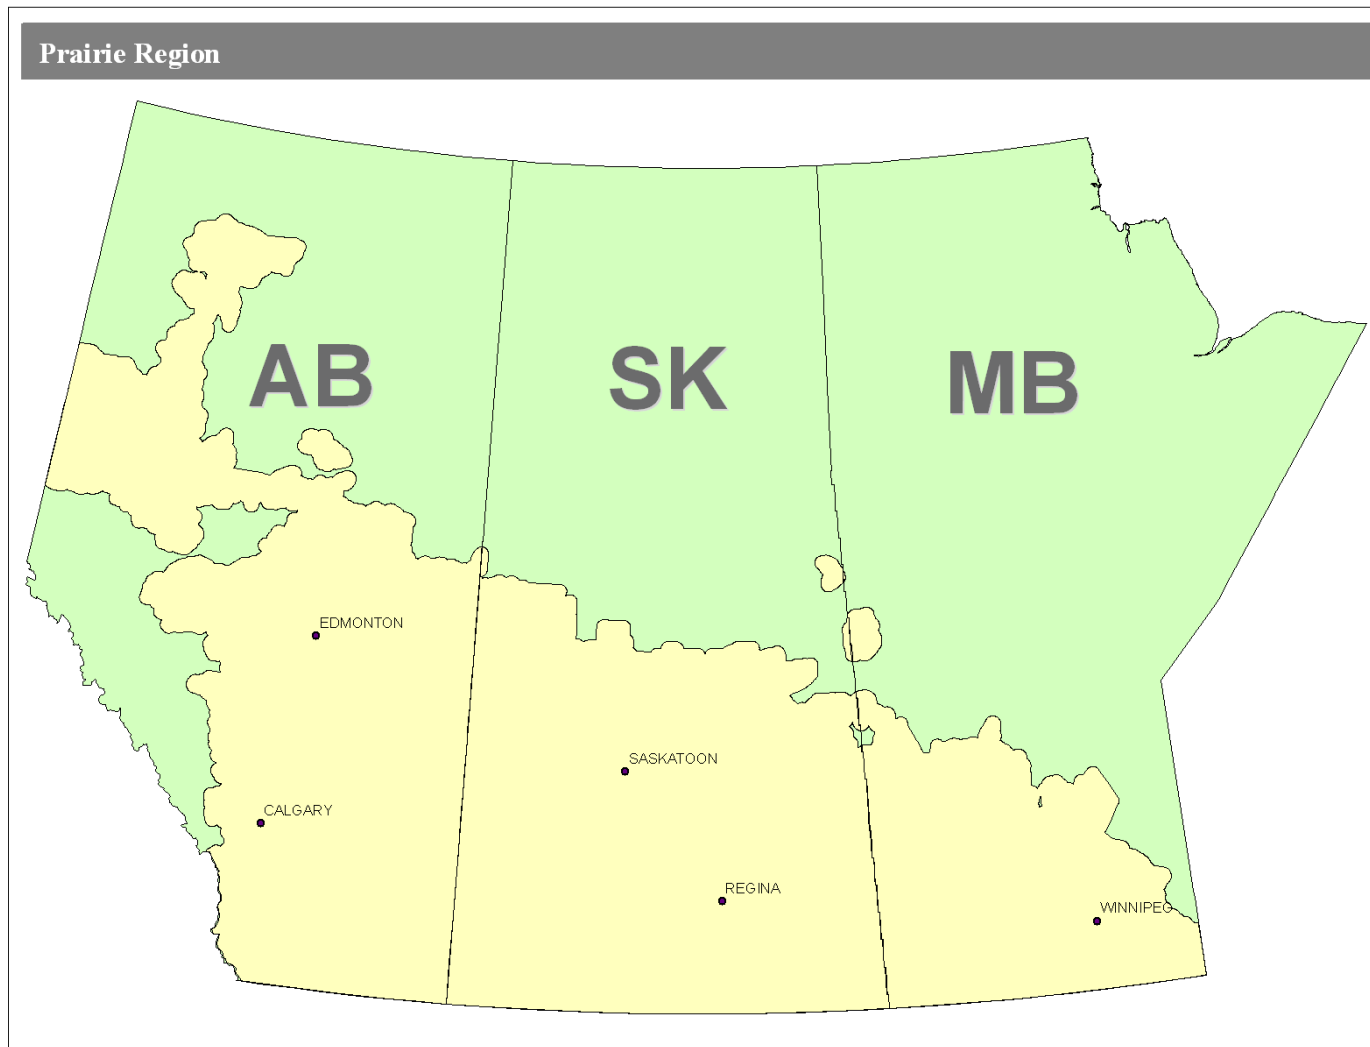 Prairie Region
AB
SK
MB
EDMONTON
SASKATOON
CALGARY
REGINA
WINNIPEG